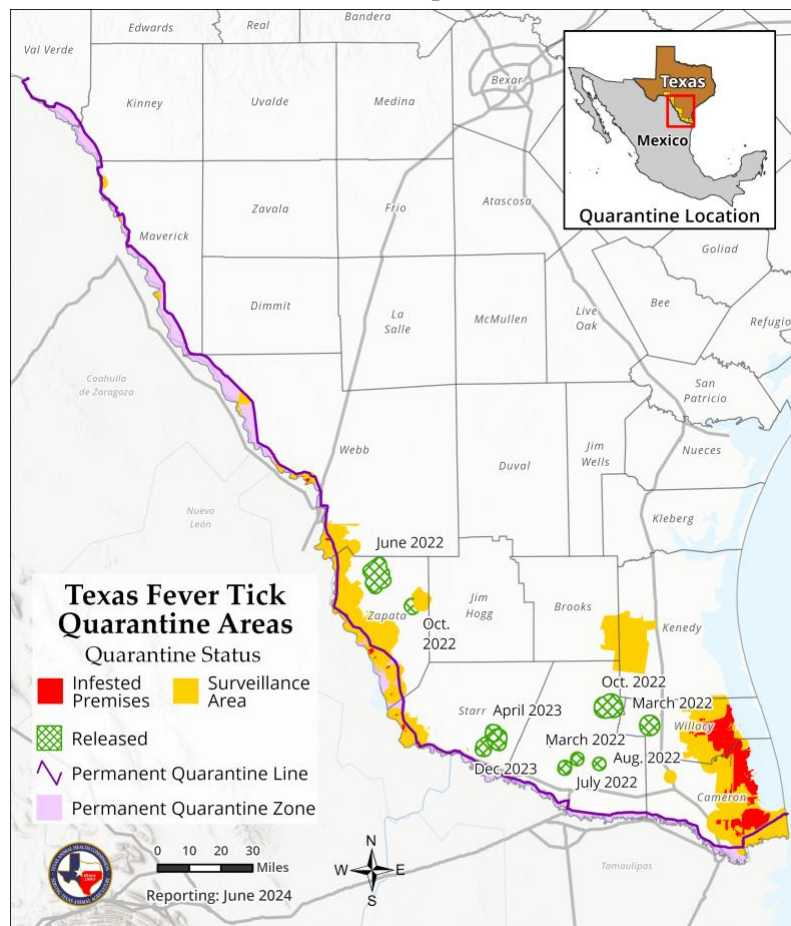 Edwards
Real
Bandera
Val Verde
Kinney
Uvalde
Medina
Bexar
Texas
Mexico
Quarantine Location
Maverick
Zavala
Frio
Atascosa
Goliad
Dimmit
La
Salle
McMullen
Live
Oak
Bee
Refugio
Coahuila
de Zaragoza
San
Patricio
Webb
Duval
Jim
Wells
Nueces
Nuevo
León
Kleberg
June 2022
Zapata
Oct.
2022
Jim
Hogg
Brooks
Kenedy
Texas Fever Tick
Quarantine Areas
Quarantine Status
Infested
Premises
Surveillance
Area
Released
Permanent Quarantine Line
Permanent Quarantine Zone
Starr
April 2023
Dec 2023
Oct. 2022
March 2022
March 2022
Aug. 2022
July 2022
Willacy
Cameron
Tamaulipas
0 10 20 30
Miles
Reporting: June 2024
N
W E
S